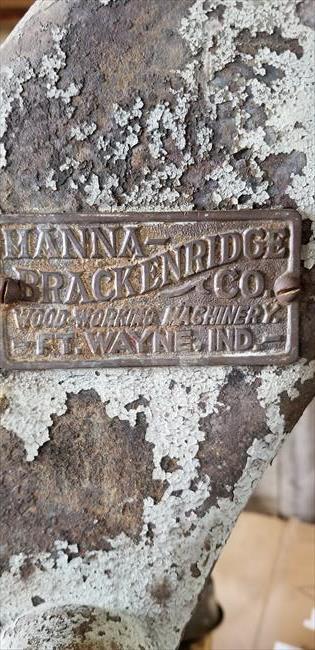 HANNA-
BRACKENRIDGE
CO.
WOOD-WORKING MACHINERY.
FT. WAYNE, IND.